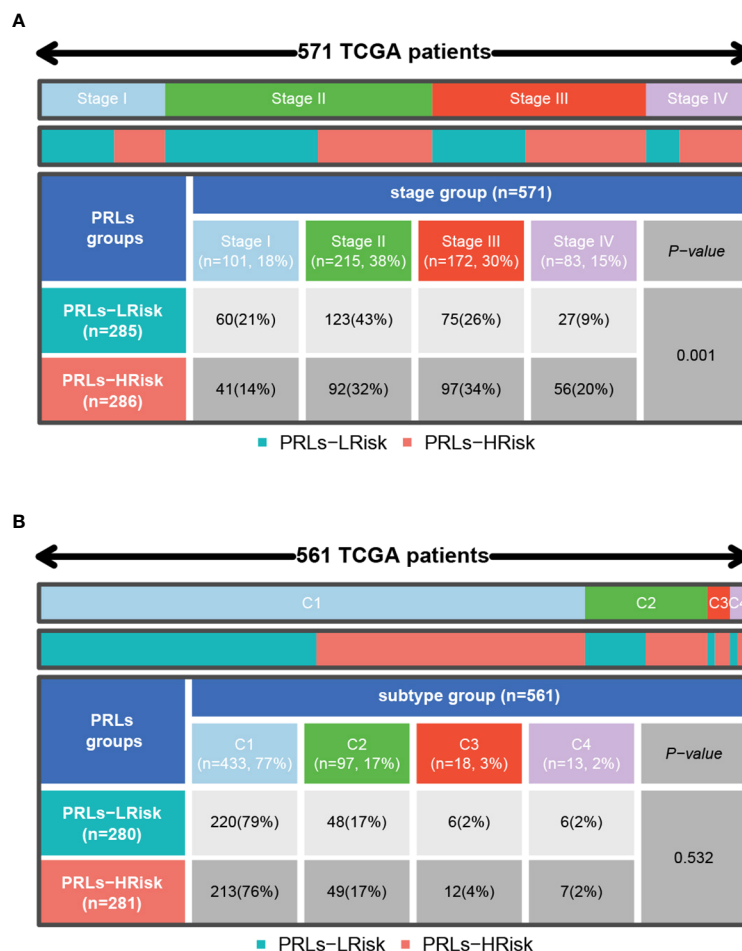 A
571 TCGA patients
Stage I Stage II Stage III Stage IV
PRLs
groups
stage group (n=571)
Stage I
(n=101, 18%)
Stage II
(n=215, 38%)
Stage III
(n=172, 30%)
Stage IV
(n=83, 15%)
P−value
PRLs−LRisk
(n=285)
60(21%) 123(43%) 75(26%) 27(9%)
0.001
PRLs−HRisk
(n=286)
41(14%) 92(32%) 97(34%) 56(20%)
PRLs−LRisk PRLs−HRisk
B
561 TCGA patients
C1 C2 C3 C4
PRLs
groups
subtype group (n=561)
C1
(n=433, 77%)
C2
(n=97, 17%)
C3
(n=18, 3%)
C4
(n=13, 2%)
P−value
PRLs−LRisk
(n=280)
220(79%) 48(17%) 6(2%) 6(2%)
0.532
PRLs−HRisk
(n=281)
213(76%) 49(17%) 12(4%) 7(2%)
PRLs−LRisk PRLs−HRisk